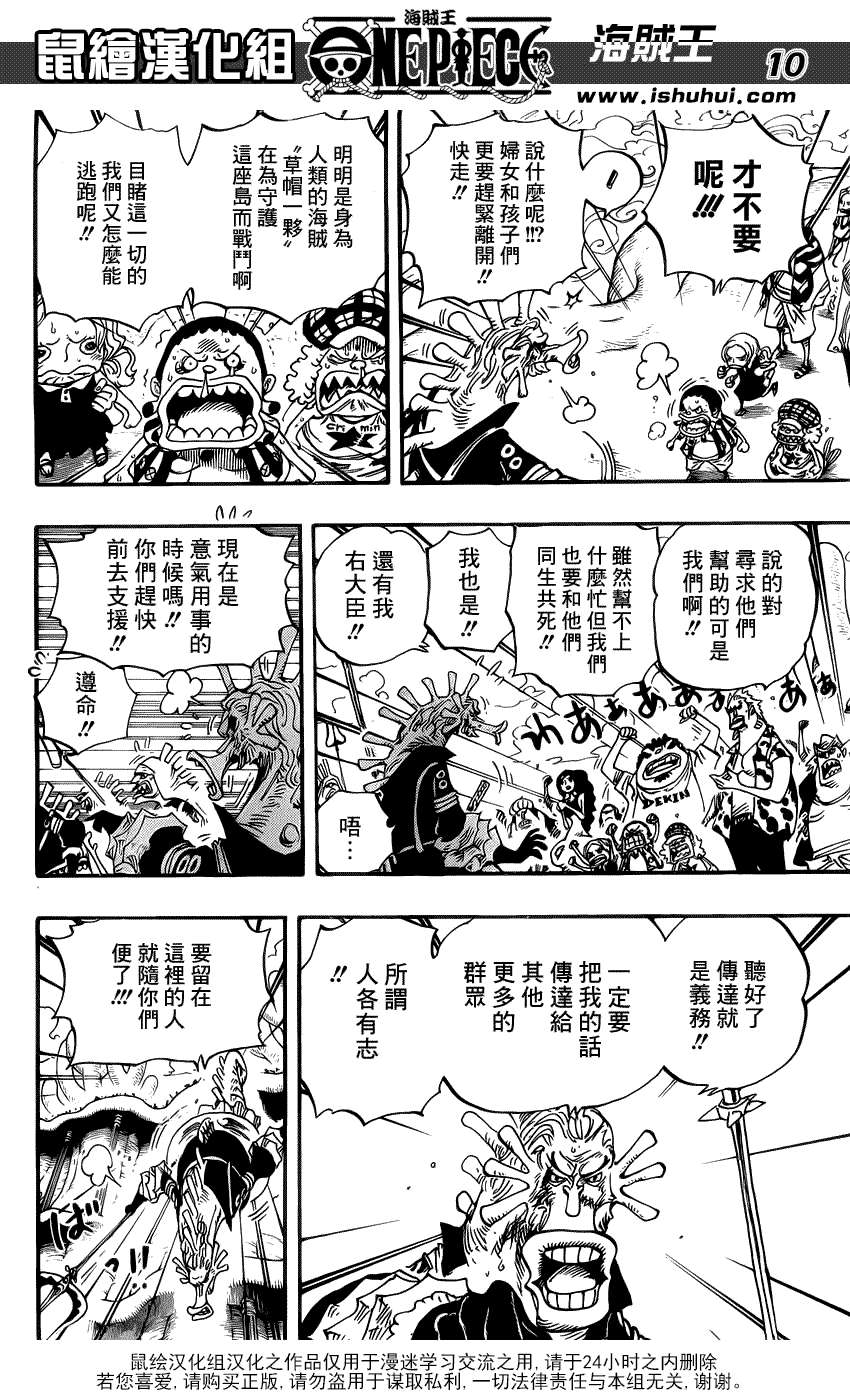 鼠繪漢化組
海賊王
ONE PIECE
海賊王
10
www.ishuhui.com
才不要
呢!!!
說什麼呢!!?
婦女和孩子們
更要趕緊離開
快走!!
明明是身為
人類的海賊
〝草帽一夥〞
在為守護
這座島而戰鬥啊
目睹這一切的
我們又怎麼能
逃跑呢!!
Crimin
說的對
尋求他們
幫助的可是
我們啊!!
雖然幫不上
什麼忙但我們
也要和他們
同生共死!!
我也是!!
還有我
右大臣!!
わあぁあぁあぁ
DEKIN
唔…
現在是
意氣用事的
時候嗎!!
你們趕快
前去支援!!
遵命!!
聽好了
傳達就
是義務!!
一定要
把我的話
傳達給
其他
更多的
群眾
所謂
人各有志
!!
要留在
這裡的人
就隨你們
便了!!!
ば
!!
鼠绘汉化组汉化之作品仅用于漫迷学习交流之用, 请于24小时之内删除
若您喜爱, 请购买正版, 请勿盗用于谋取私利, 一切法律责任与本组无关, 谢谢。